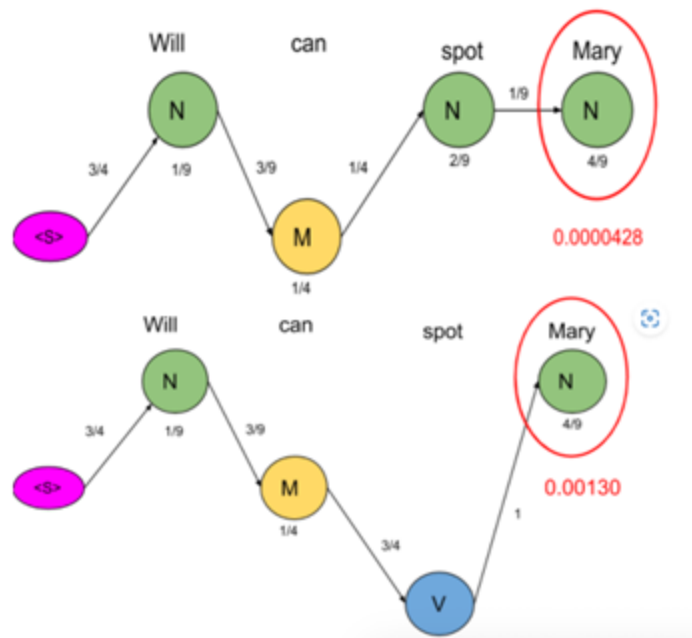 Will can spot Mary
N N 1/9 N
3/4 1/9 3/9 1/4 2/9 4/9
<S> M 0.0000428
1/4
Will can spot Mary
N N
3/4 1/9 3/9 4/9
<S> M 0.00130
1/4 3/4 1
V